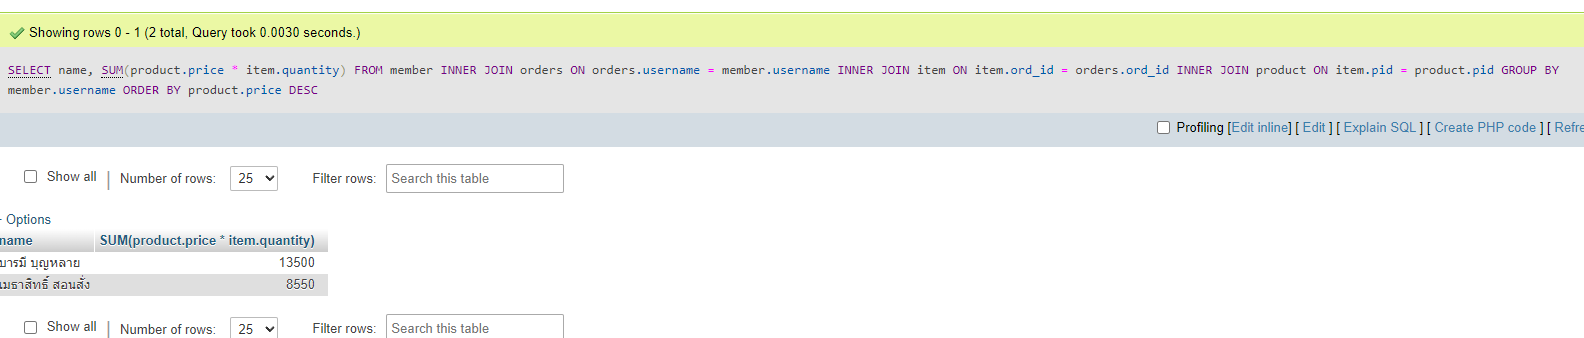 Showing rows 0 - 1 (2 total, Query took 0.0030 seconds.)
SELECT name, SUM(product.price * item.quantity) FROM member INNER JOIN orders ON orders.username = member.username INNER JOIN item ON item.ord_id = orders.ord_id INNER JOIN product ON item.pid = product.pid GROUP BY
member.username ORDER BY product.price DESC
Profiling [Edit inline] [ Edit ] [ Explain SQL ] [ Create PHP code ] [ Refre
Show all | Number of rows: 25 Filter rows: Search this table
+ Options
name SUM(product.price * item.quantity)
บารมี บุญหลาย 13500
เมธาสิทธิ์ สอนสั่ง 8550
Show all | Number of rows: 25 Filter rows: Search this table